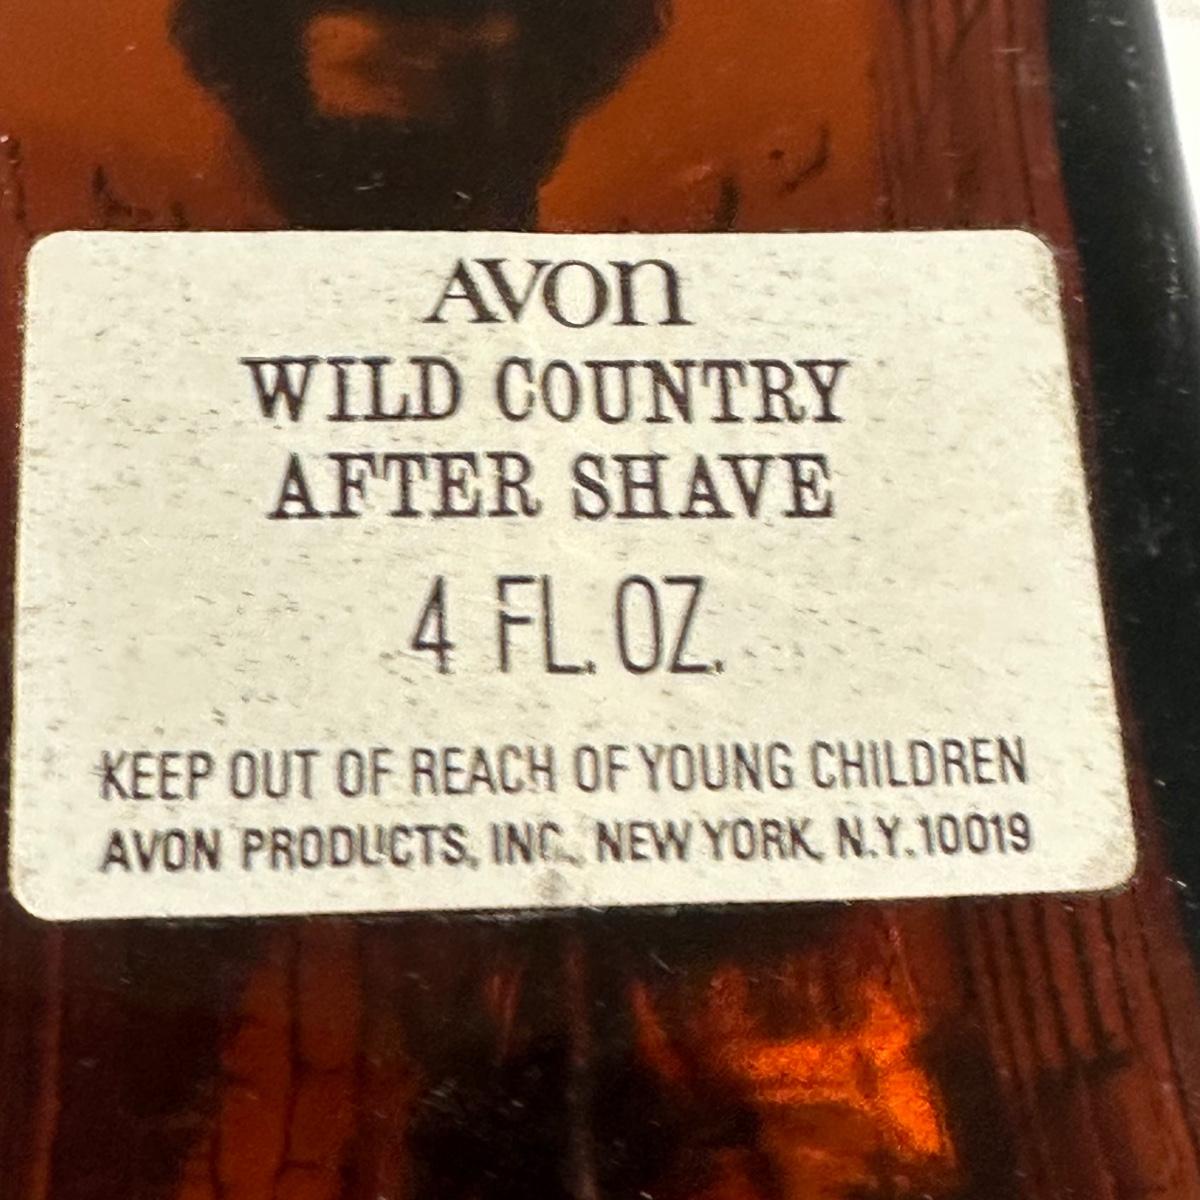 AVON
WILD COUNTRY
AFTER SHAVE
4 FL. OZ.
KEEP OUT OF REACH OF YOUNG CHILDREN
AVON PRODUCTS, INC., NEW YORK, N.Y. 10019